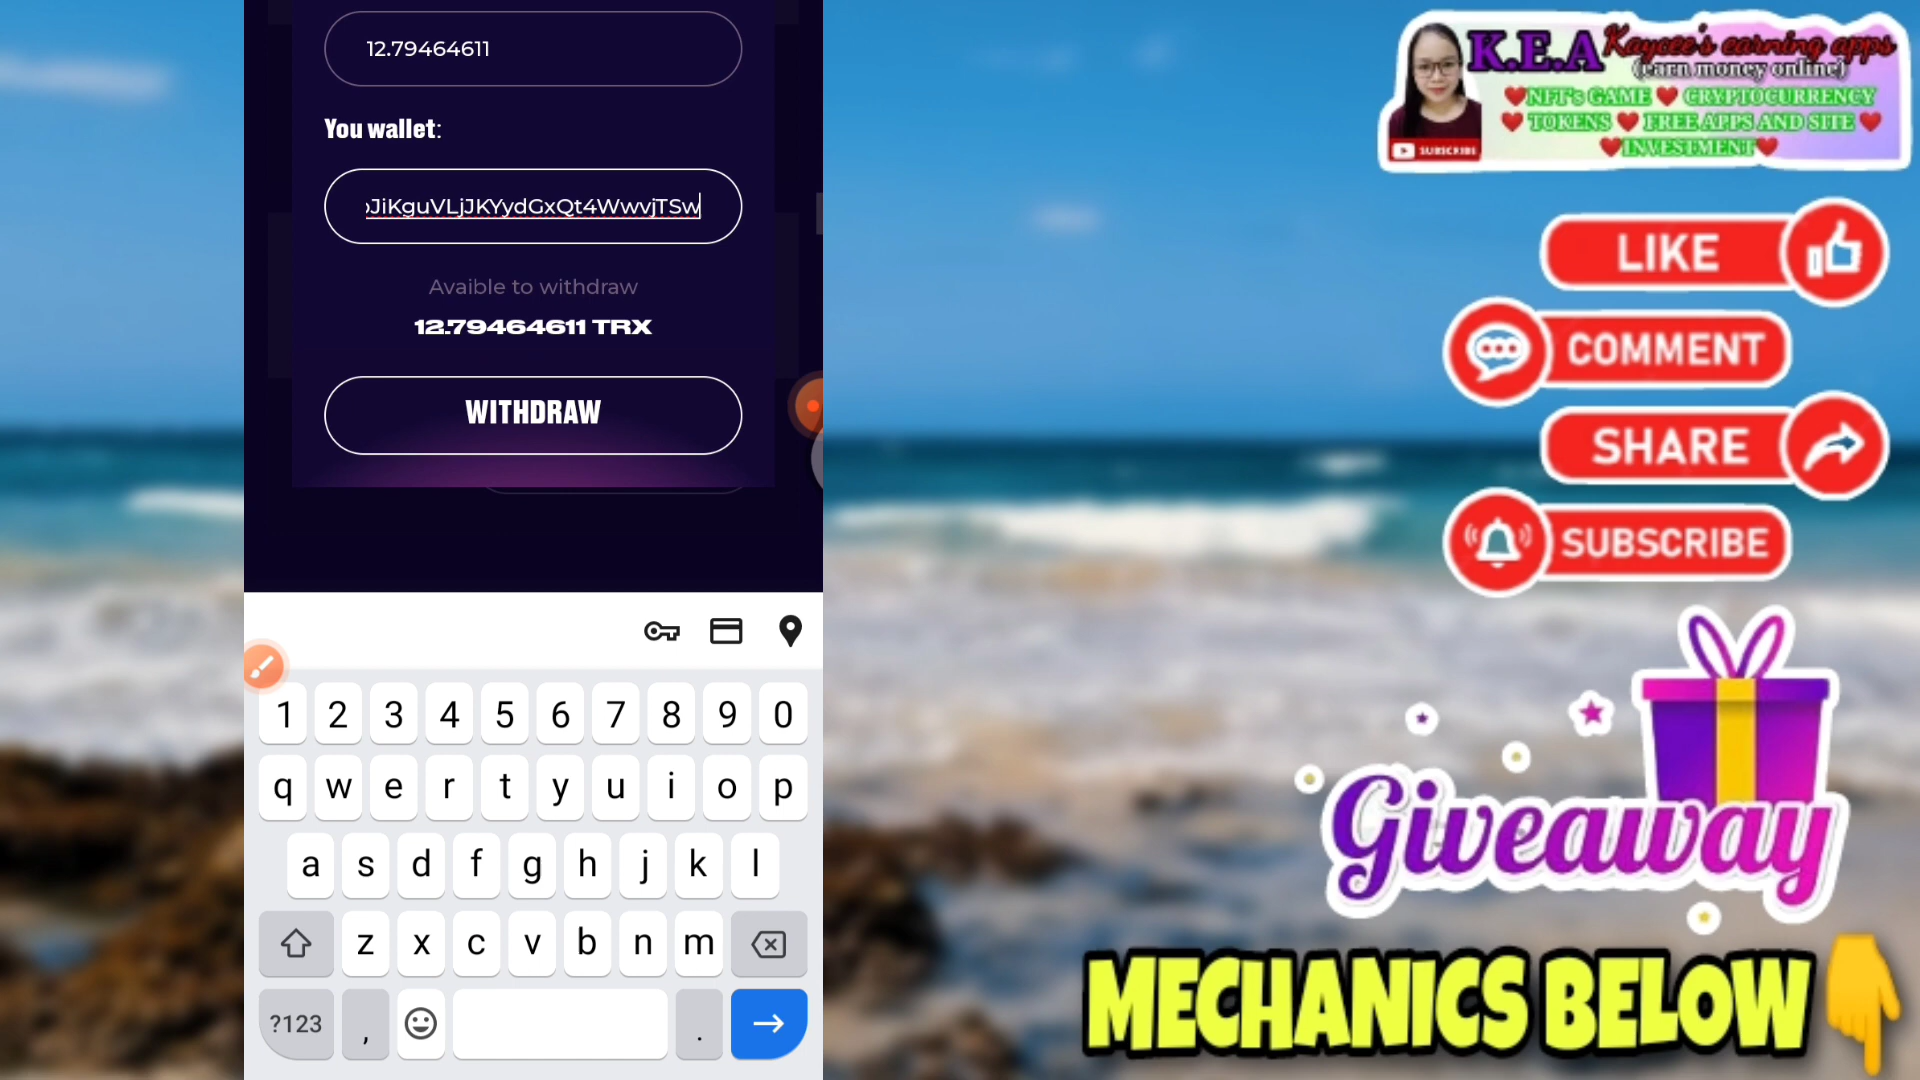 12.79464611
You wallet:
JiKguVLjJKYydGxQt4WwvjTSw
Avaible to withdraw
12.79464611 TRX
WITHDRAW
1 2 3 4 5 6 7 8 9 0
q w e r t y u i o p
a s d f g h j k l
z x c v b n m
?123 , .
K.E.A Kaycee's earning apps
(earn money online)
NFT's GAME CRYPTOCURRENCY
TOKENS FREE APPS AND SITE
INVESTMENT
SUBSCRIBE
LIKE
COMMENT
SHARE
SUBSCRIBE
Giveaway
MECHANICS BELOW